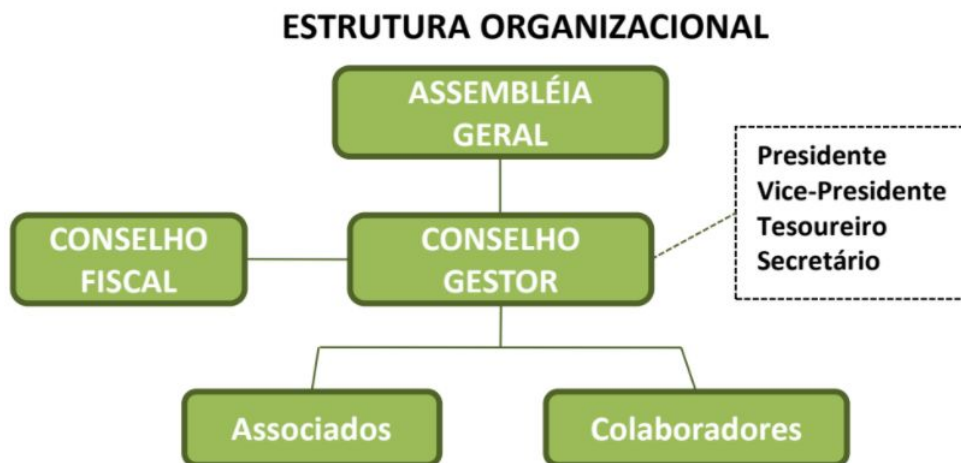 ESTRUTURA ORGANIZACIONAL
ASSEMBLÉIA
GERAL
Presidente
Vice-Presidente
Tesoureiro
Secretário
CONSELHO
FISCAL
CONSELHO
GESTOR
Associados
Colaboradores